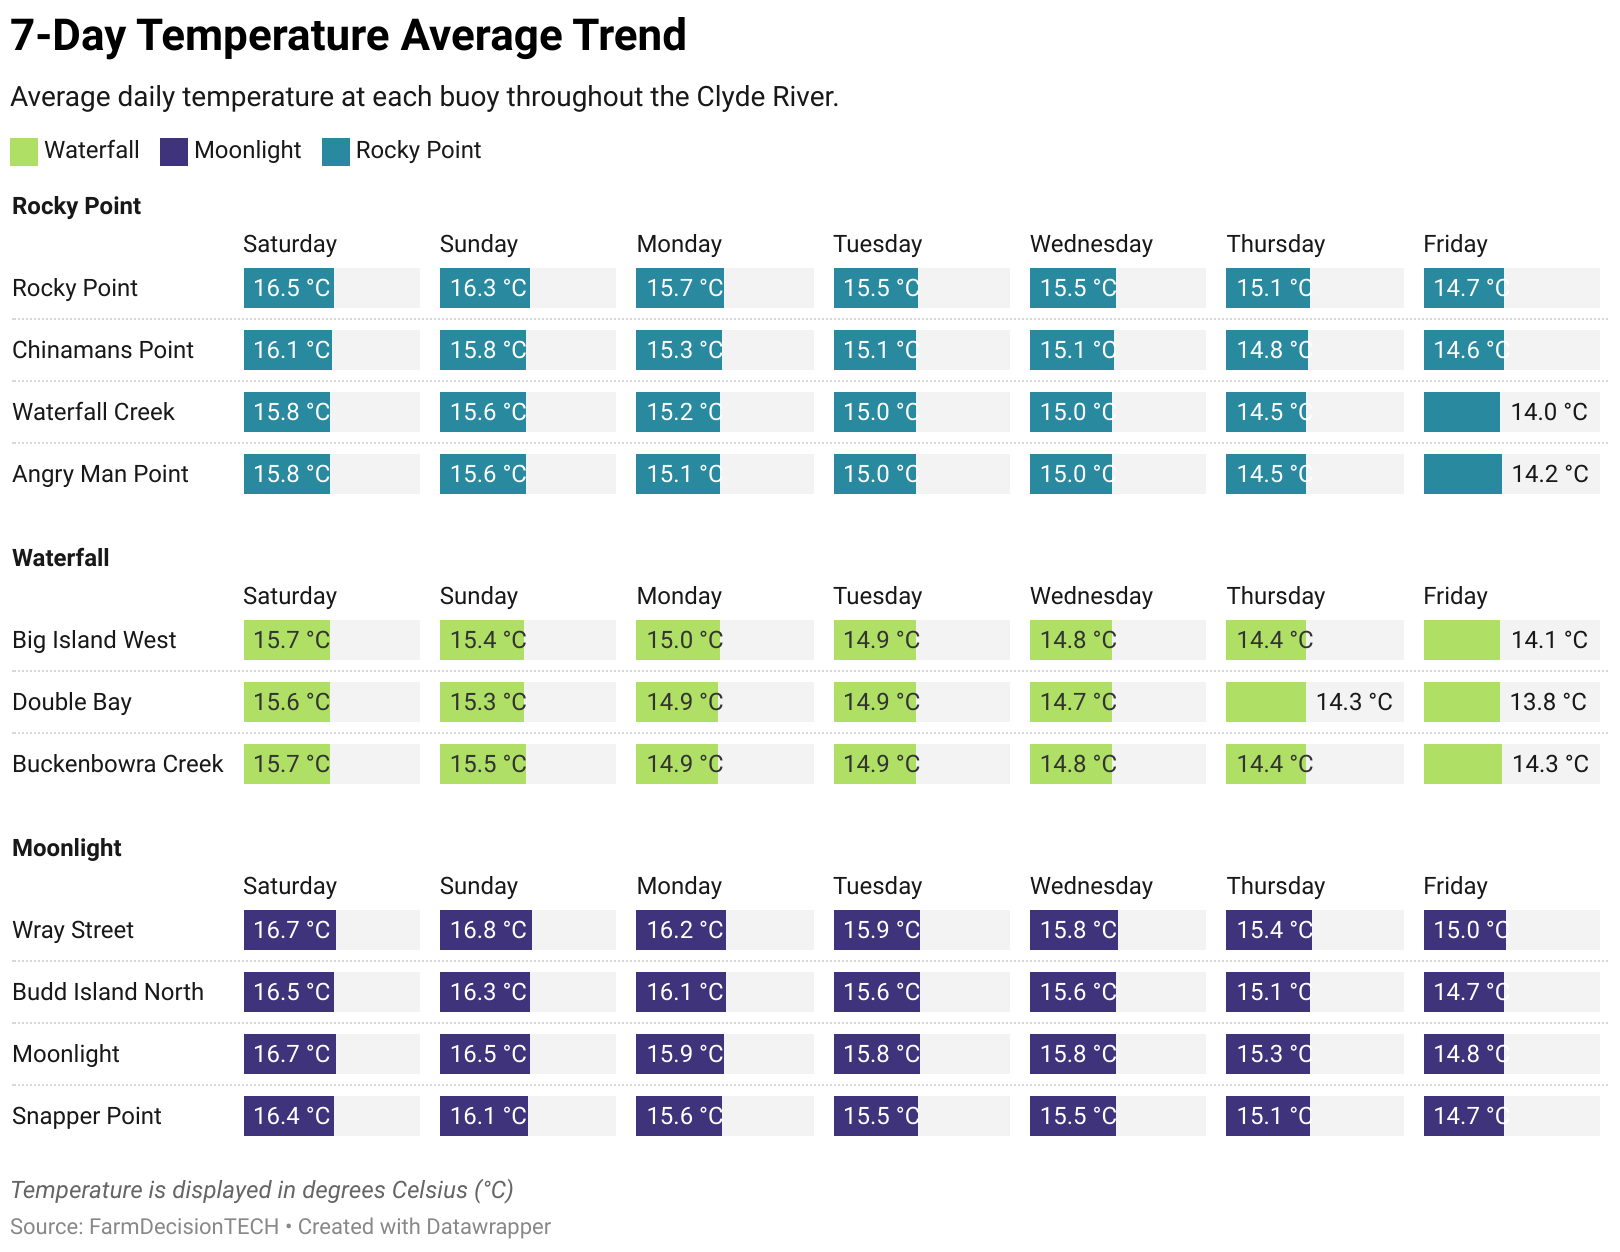 7-Day Temperature Average Trend
Average daily temperature at each buoy throughout the Clyde River.
Waterfall Moonlight Rocky Point
Rocky Point
Saturday Sunday Monday Tuesday Wednesday Thursday Friday
Rocky Point 16.5 °C 16.3 °C 15.7 °C 15.5 °C 15.5 °C 15.1 °C 14.7 °C
Chinamans Point 16.1 °C 15.8 °C 15.3 °C 15.1 °C 15.1 °C 14.8 °C 14.6 °C
Waterfall Creek 15.8 °C 15.6 °C 15.2 °C 15.0 °C 15.0 °C 14.5 °C 14.0 °C
Angry Man Point 15.8 °C 15.6 °C 15.1 °C 15.0 °C 15.0 °C 14.5 °C 14.2 °C
Waterfall
Saturday Sunday Monday Tuesday Wednesday Thursday Friday
Big Island West 15.7 °C 15.4 °C 15.0 °C 14.9 °C 14.8 °C 14.4 °C 14.1 °C
Double Bay 15.6 °C 15.3 °C 14.9 °C 14.9 °C 14.7 °C 14.3 °C 13.8 °C
Buckenbowra Creek 15.7 °C 15.5 °C 14.9 °C 14.9 °C 14.8 °C 14.4 °C 14.3 °C
Moonlight
Saturday Sunday Monday Tuesday Wednesday Thursday Friday
Wray Street 16.7 °C 16.8 °C 16.2 °C 15.9 °C 15.8 °C 15.4 °C 15.0 °C
Budd Island North 16.5 °C 16.3 °C 16.1 °C 15.6 °C 15.6 °C 15.1 °C 14.7 °C
Moonlight 16.7 °C 16.5 °C 15.9 °C 15.8 °C 15.8 °C 15.3 °C 14.8 °C
Snapper Point 16.4 °C 16.1 °C 15.6 °C 15.5 °C 15.5 °C 15.1 °C 14.7 °C
Temperature is displayed in degrees Celsius (°C)
Source: FarmDecisionTECH • Created with Datawrapper